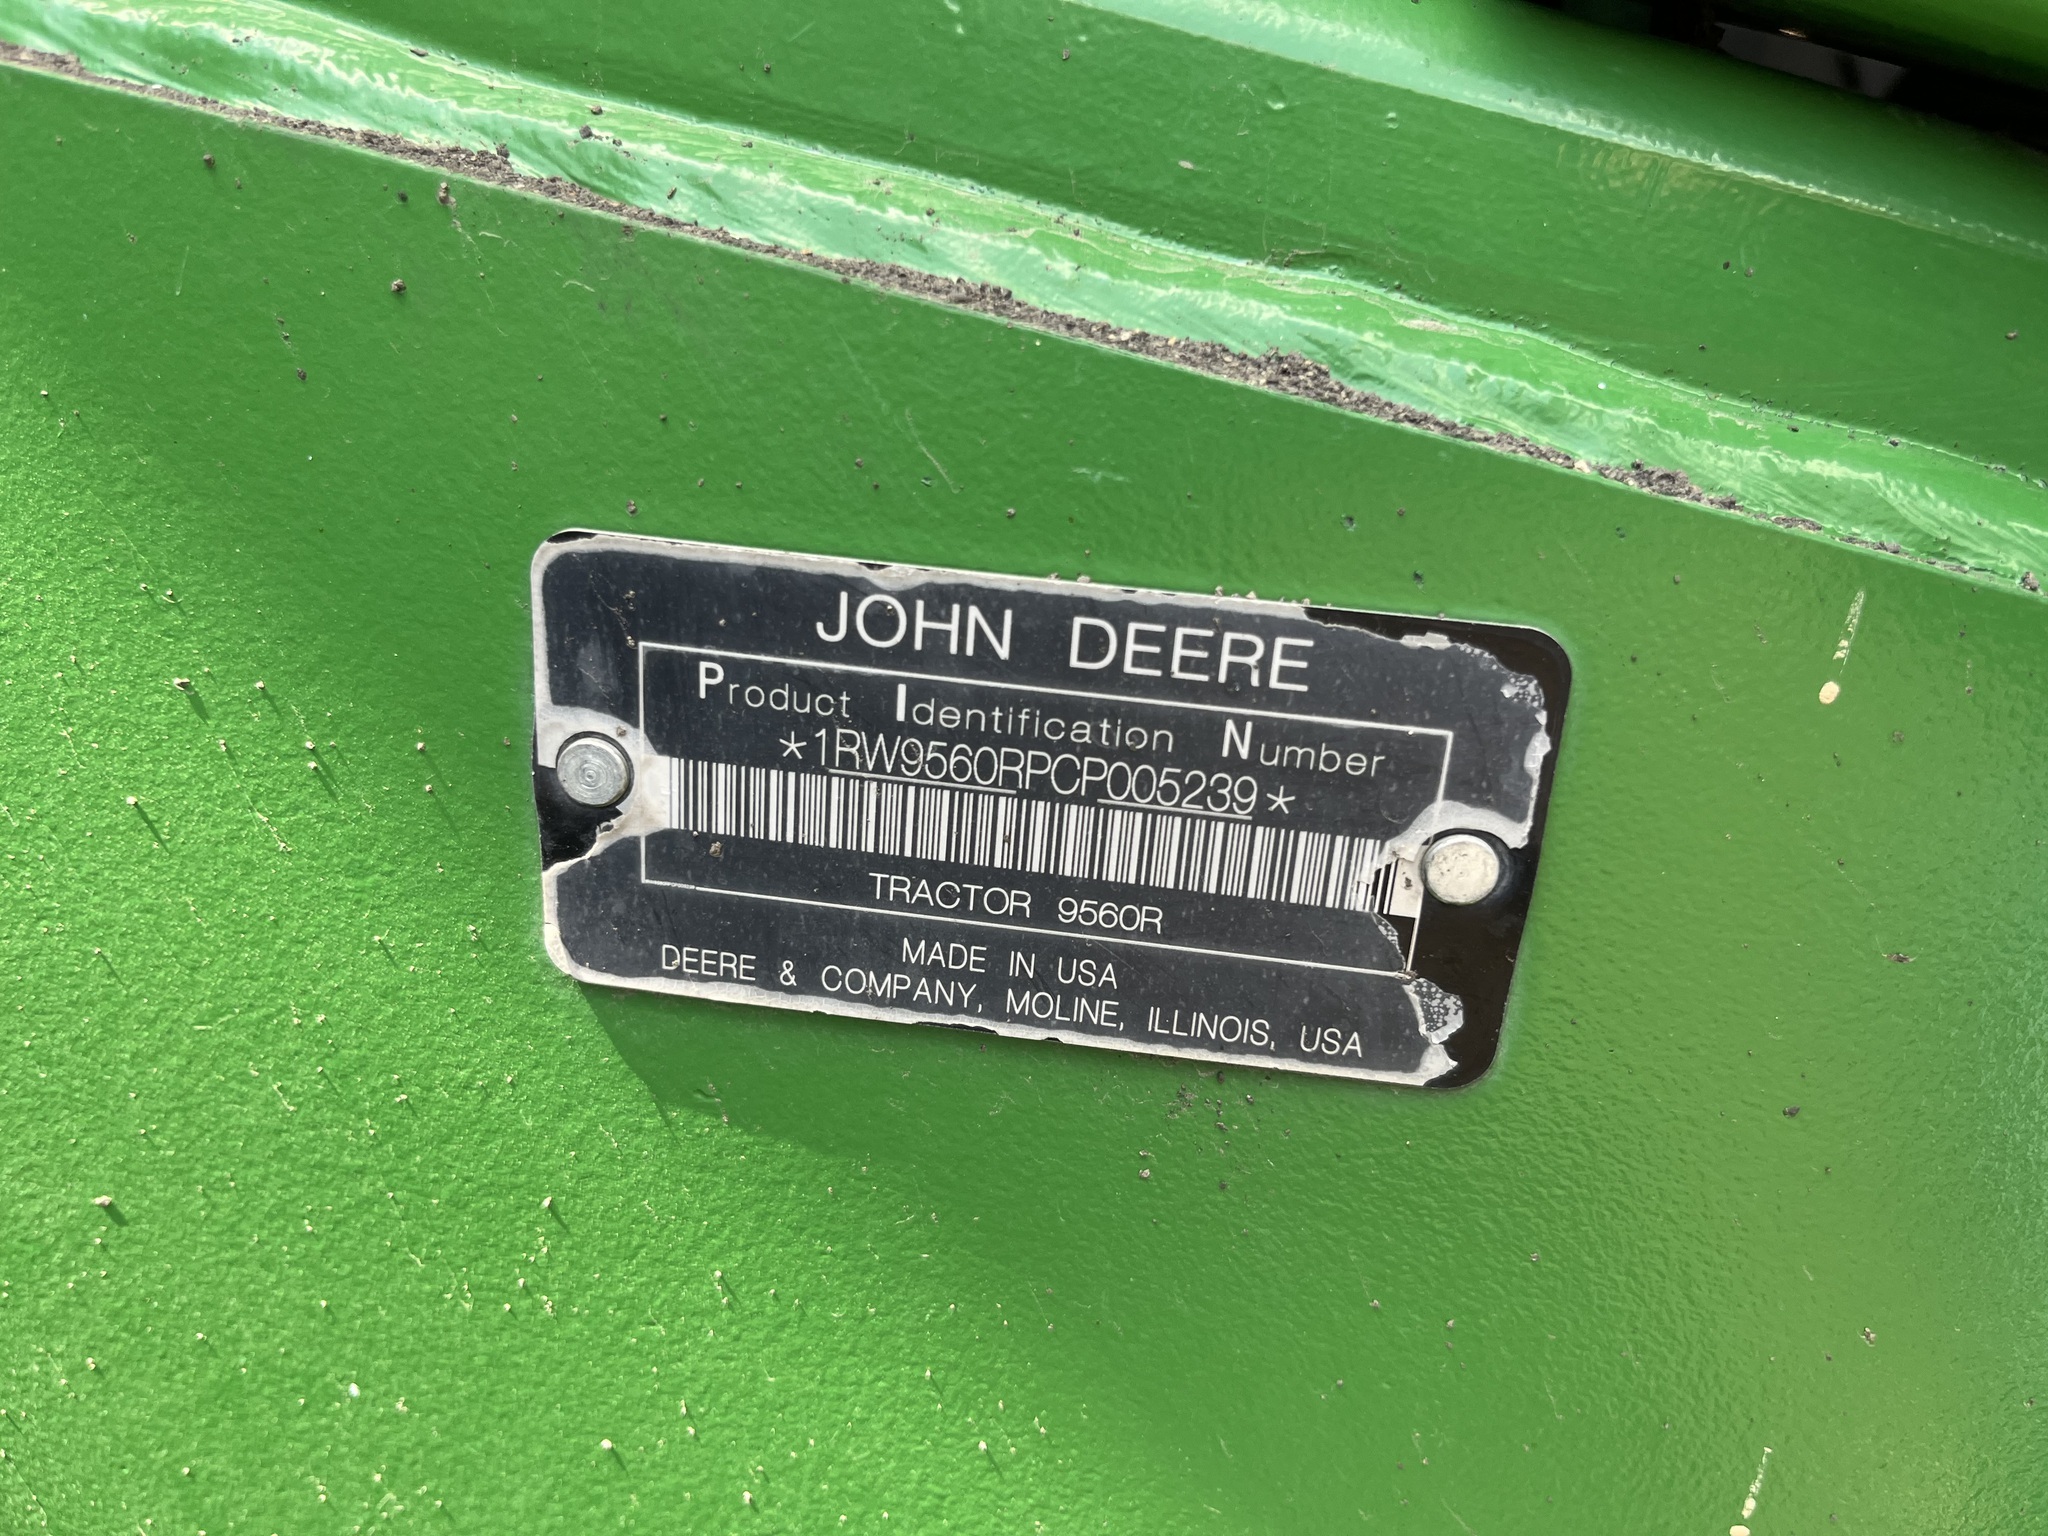 JOHN DEERE
Product Identification Number
*1RW9560RPCP005239*
TRACTOR 9560R
MADE IN USA
DEERE & COMPANY, MOLINE, ILLINOIS, USA